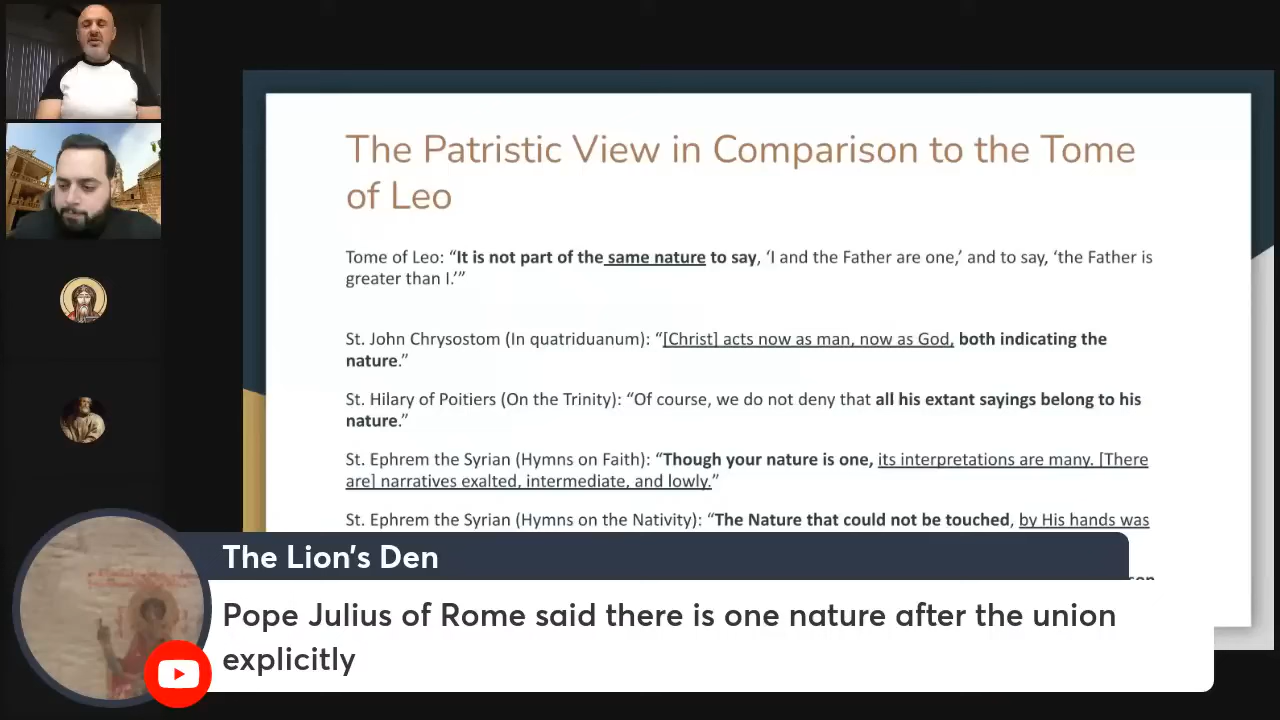 The Patristic View in Comparison to the Tome
of Leo
Tome of Leo: “It is not part of the same nature to say, ‘I and the Father are one,’ and to say, ‘the Father is
greater than I.’”
St. John Chrysostom (In quatriduanum): “[Christ] acts now as man, now as God, both indicating the
nature.”
St. Hilary of Poitiers (On the Trinity): “Of course, we do not deny that all his extant sayings belong to his
nature.”
St. Ephrem the Syrian (Hymns on Faith): “Though your nature is one, its interpretations are many. [There
are] narratives exalted, intermediate, and lowly.”
St. Ephrem the Syrian (Hymns on the Nativity): “The Nature that could not be touched, by His hands was
The Lion's Den
Pope Julius of Rome said there is one nature after the union
explicitly